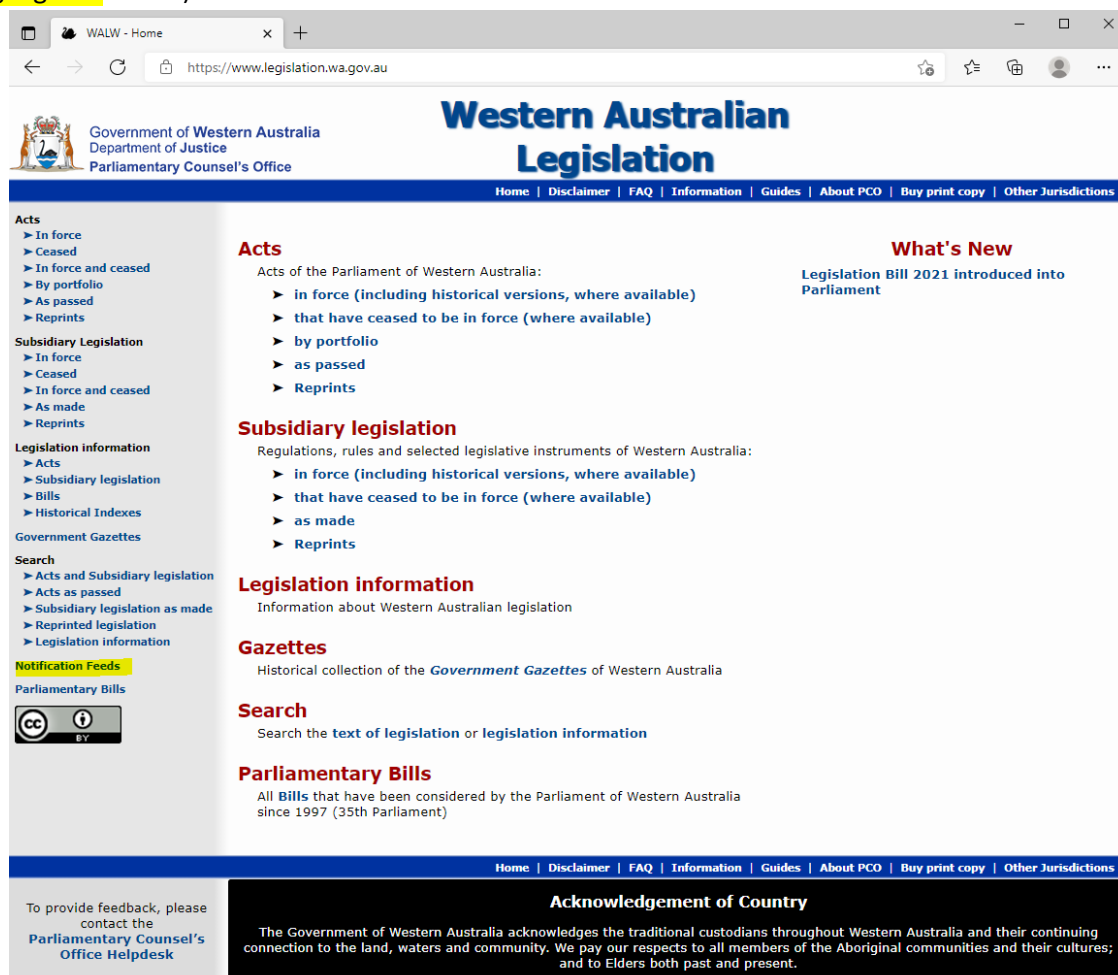 WALW - Home
https://www.legislation.wa.gov.au
Government of Western Australia
Department of Justice
Parliamentary Counsel's Office
Western Australian
Legislation
Home | Disclaimer | FAQ | Information | Guides | About PCO | Buy print copy | Other Jurisdictions
Acts
➤ In force
➤ Ceased
➤ In force and ceased
➤ By portfolio
➤ As passed
➤ Reprints
Subsidiary Legislation
➤ In force
➤ Ceased
➤ In force and ceased
➤ As made
➤ Reprints
Legislation information
➤ Acts
➤ Subsidiary legislation
➤ Bills
➤ Historical Indexes
Government Gazettes
Search
➤ Acts and Subsidiary legislation
➤ Acts as passed
➤ Subsidiary legislation as made
➤ Reprinted legislation
➤ Legislation information
Notification Feeds
Parliamentary Bills
cc
BY
Acts
Acts of the Parliament of Western Australia:
➤ in force (including historical versions, where available)
➤ that have ceased to be in force (where available)
➤ by portfolio
➤ as passed
➤ Reprints
Subsidiary legislation
Regulations, rules and selected legislative instruments of Western Australia:
➤ in force (including historical versions, where available)
➤ that have ceased to be in force (where available)
➤ as made
➤ Reprints
Legislation information
Information about Western Australian legislation
Gazettes
Historical collection of the Government Gazettes of Western Australia
Search
Search the text of legislation or legislation information
Parliamentary Bills
All Bills that have been considered by the Parliament of Western Australia
since 1997 (35th Parliament)
What's New
Legislation Bill 2021 introduced into
Parliament
Home | Disclaimer | FAQ | Information | Guides | About PCO | Buy print copy | Other Jurisdictions
To provide feedback, please
contact the
Parliamentary Counsel's
Office Helpdesk
Acknowledgement of Country
The Government of Western Australia acknowledges the traditional custodians throughout Western Australia and their continuing
connection to the land, waters and community. We pay our respects to all members of the Aboriginal communities and their cultures;
and to Elders both past and present.